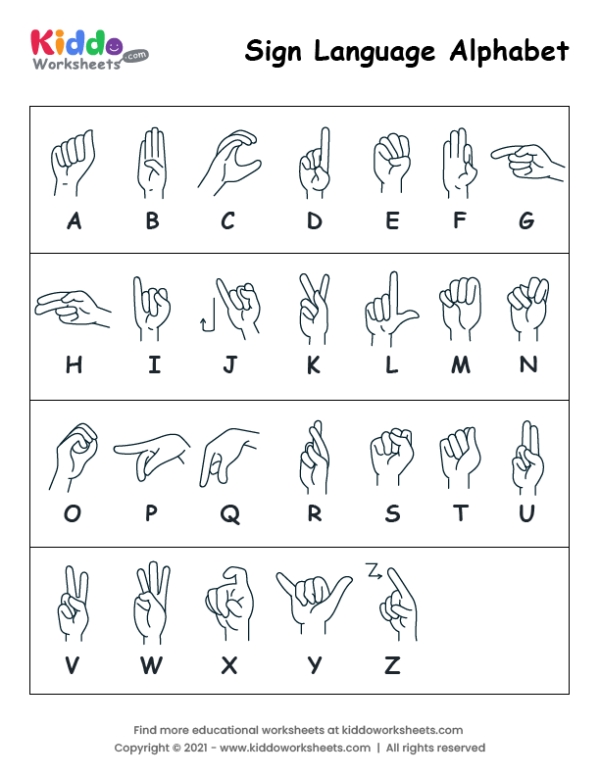 Kiddo
Worksheets.com
Sign Language Alphabet
A B C D E F G
H I J K L M N
O P Q R S T U
Z
V W X Y Z
Find more educational worksheets at kiddoworksheets.com
Copyright © 2021 - www.kiddoworksheets.com | All rights reserved